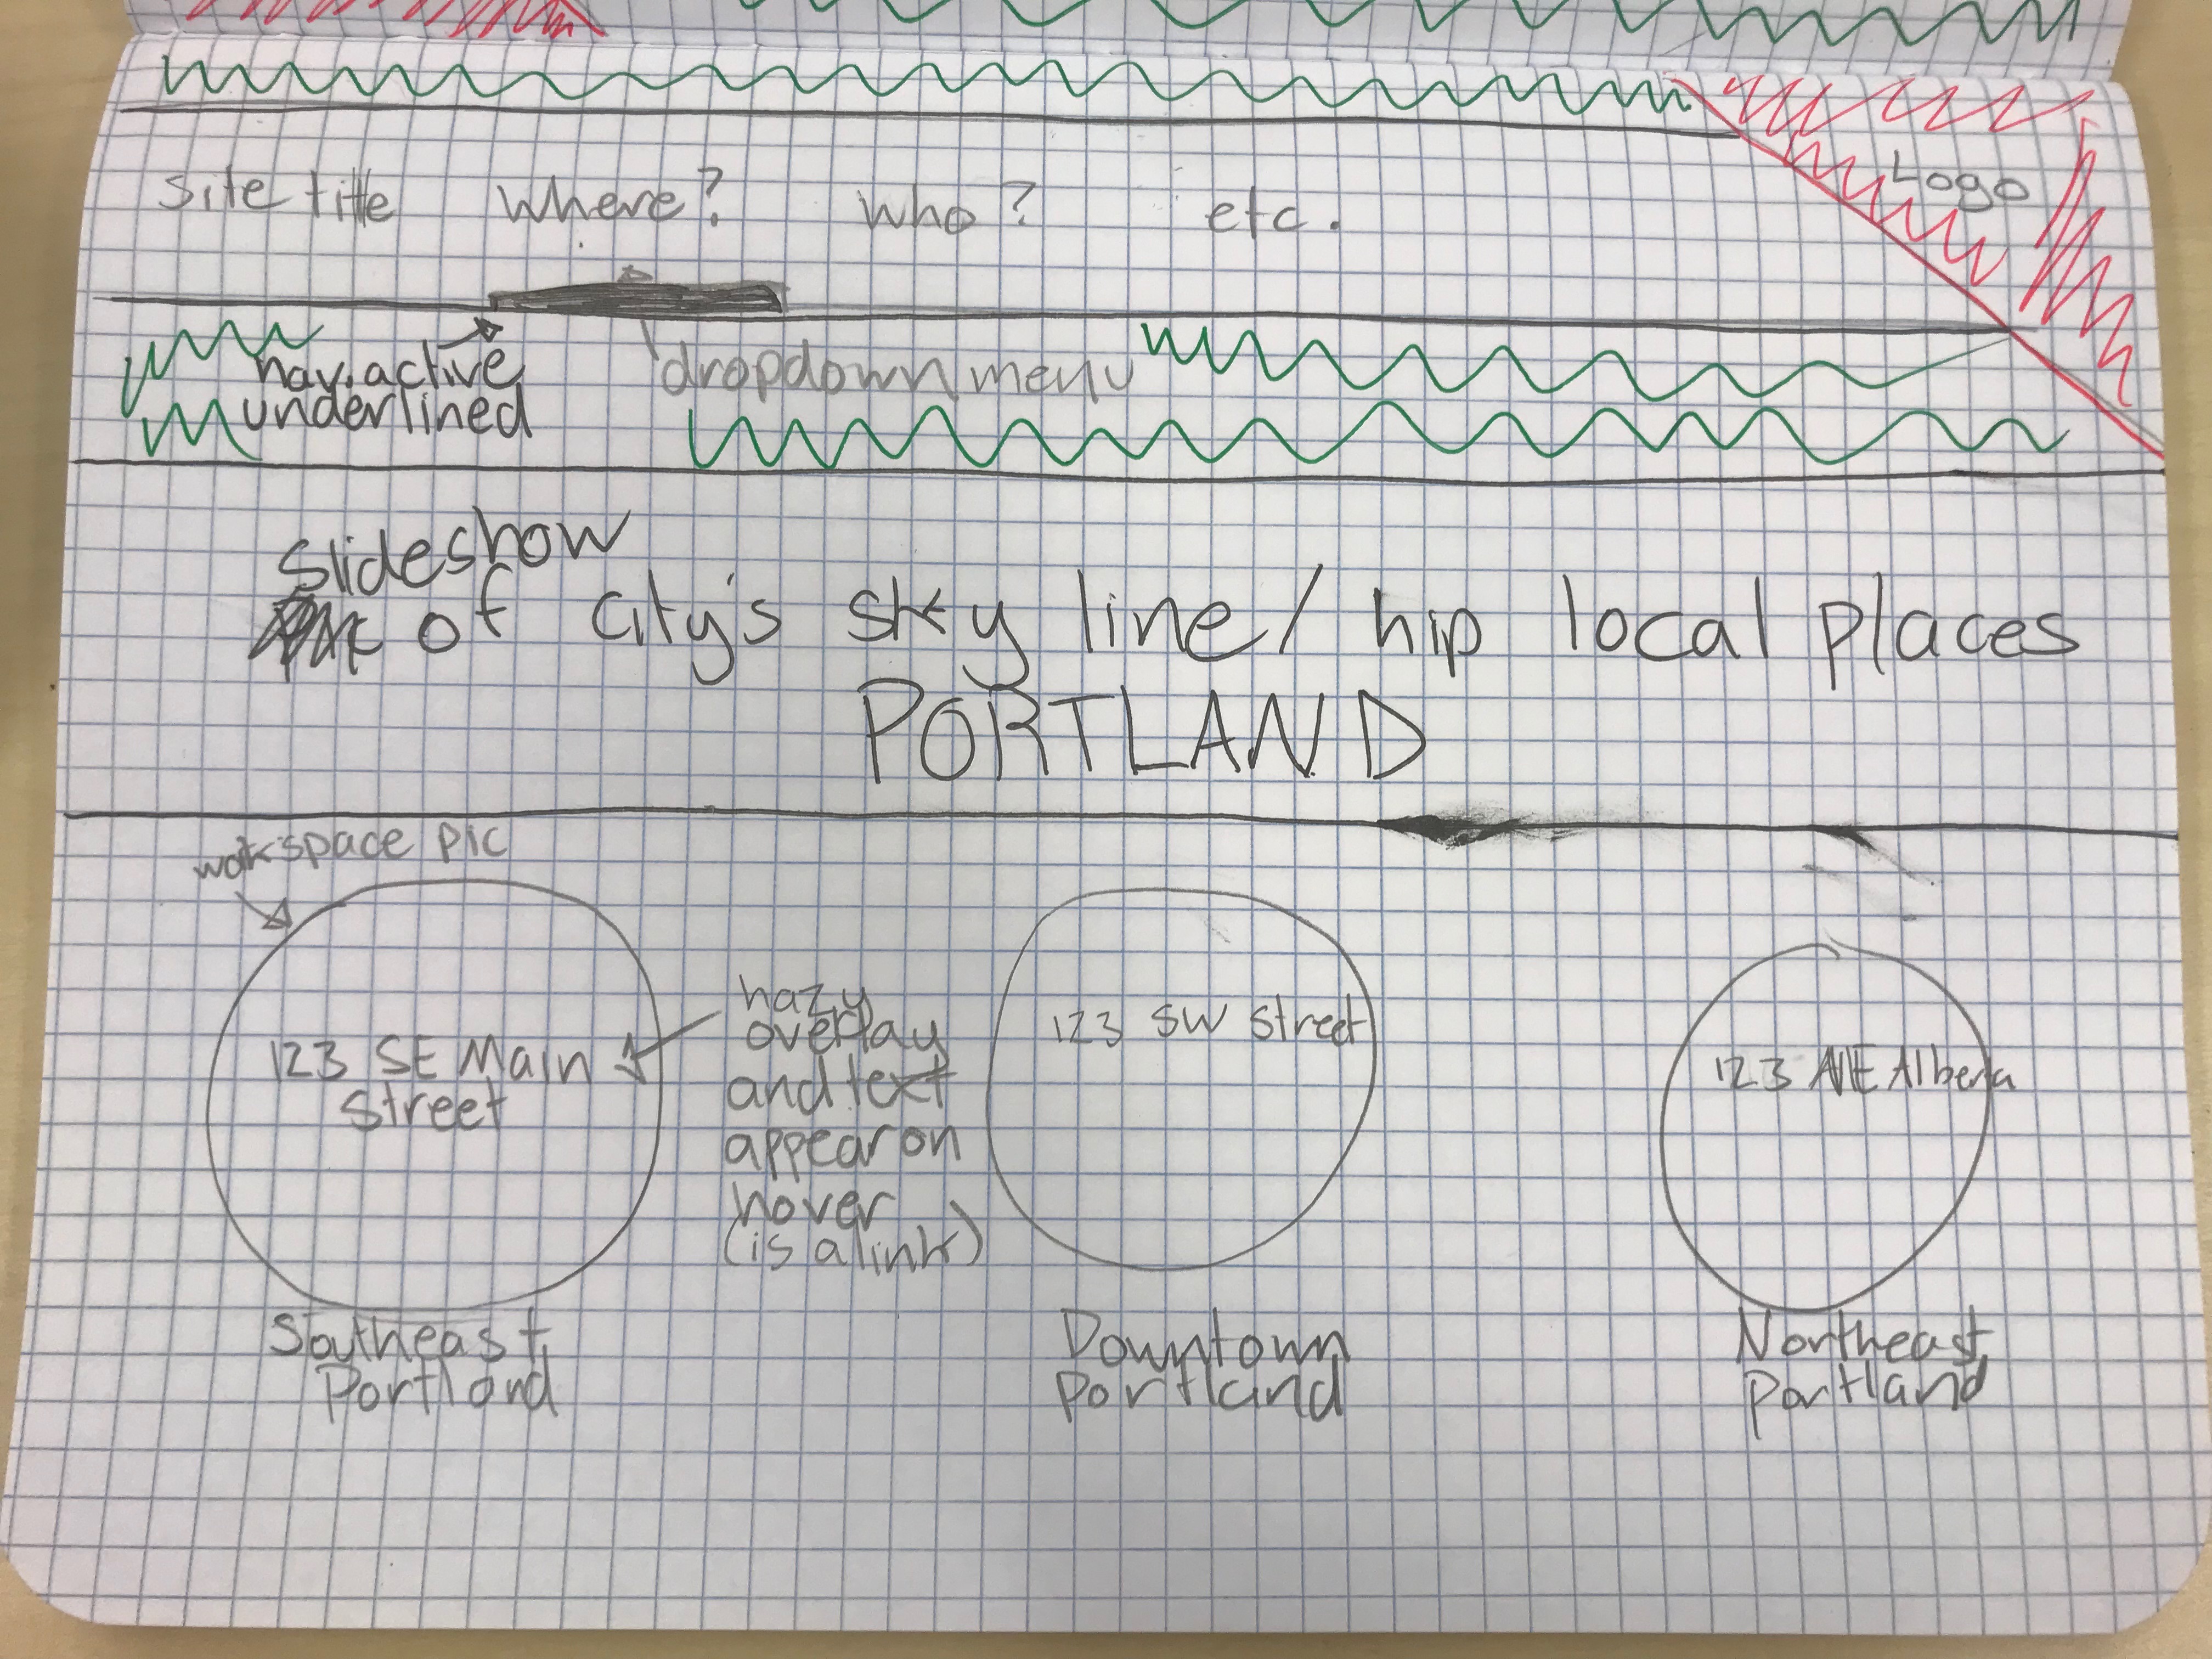 site title where? who? etc.
Logo
nav.active
underlined
dropdown menu
Slideshow
of city's sky line/ hip local places
PORTLAND
workspace pic
123 SE Main
Street
hazy
overlay
and text
appear on
hover
(is a link)
123 SW Street
123 NE Alberta
Southeast
Portland
Downtown
Portland
Northeast
Portland